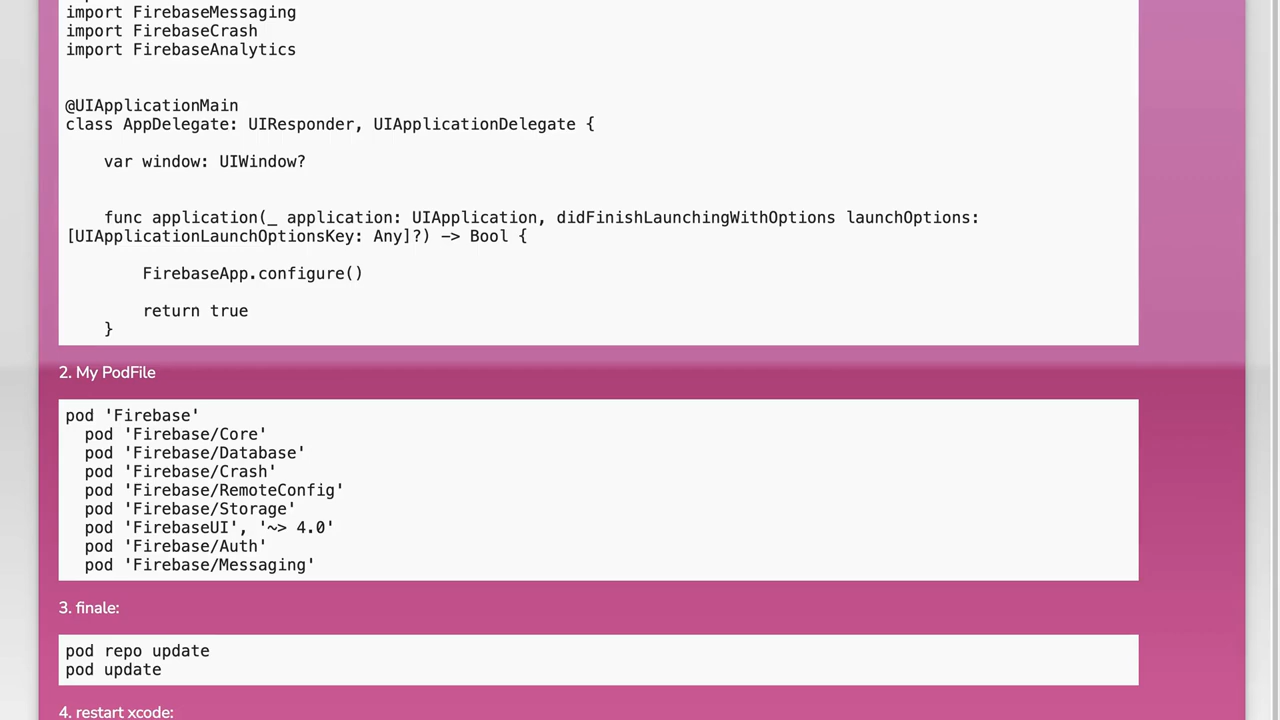 import FirebaseMessaging
import FirebaseCrash
import FirebaseAnalytics
@UIApplicationMain
class AppDelegate: UIResponder, UIApplicationDelegate {
    var window: UIWindow?
    func application(_ application: UIApplication, didFinishLaunchingWithOptions launchOptions:
[UIApplicationLaunchOptionsKey: Any]?) -> Bool {
        FirebaseApp.configure()
        return true
    }
2. My PodFile
pod 'Firebase'
  pod 'Firebase/Core'
  pod 'Firebase/Database'
  pod 'Firebase/Crash'
  pod 'Firebase/RemoteConfig'
  pod 'Firebase/Storage'
  pod 'FirebaseUI', '~> 4.0'
  pod 'Firebase/Auth'
  pod 'Firebase/Messaging'
3. finale:
pod repo update
pod update
4. restart xcode: